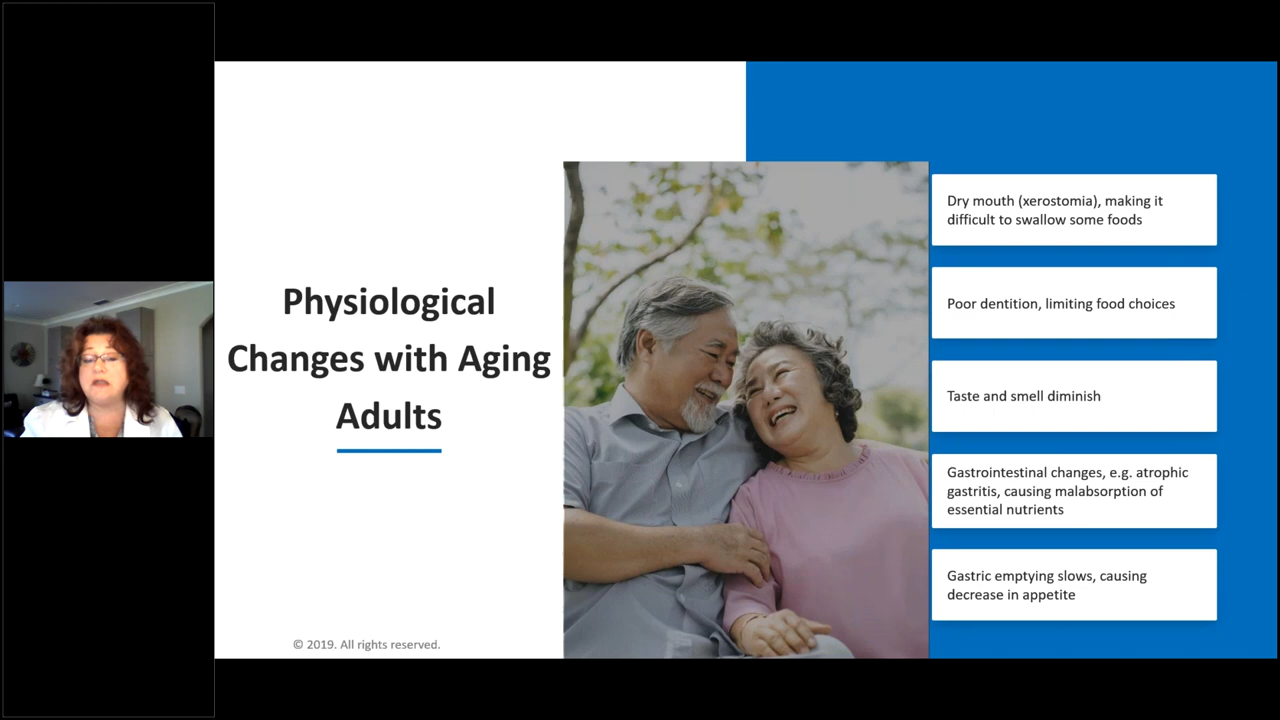 Physiological
Changes with Aging
Adults
© 2019. All rights reserved.
Dry mouth (xerostomia), making it
difficult to swallow some foods
Poor dentition, limiting food choices
Taste and smell diminish
Gastrointestinal changes, e.g. atrophic
gastritis, causing malabsorption of
essential nutrients
Gastric emptying slows, causing
decrease in appetite